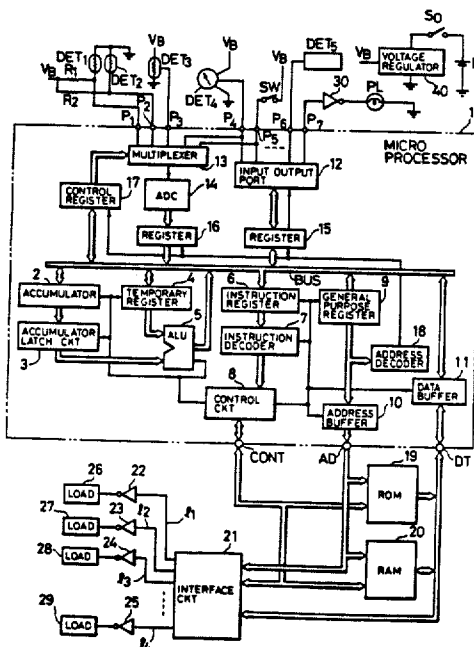 DET1
DET2
VB
R1
R2
VB
DET3
VB
DET4
VB
SW
DET5
30
PL
VB
VOLTAGE
REGULATOR
40
S0
P1
P2
P3
P4
P5
P6
P7
1
MICRO
PROCESSOR
MULTIPLEXER
13
INPUT OUTPUT
PORT
12
CONTROL
REGISTER
17
ADC
14
REGISTER
16
REGISTER
15
BUS
2
ACCUMULATOR
4
TEMPORARY
REGISTER
6
INSTRUCTION
REGISTER
GENERAL
PURPOSE
REGISTER
9
ACCUMULATOR
LATCH CKT
3
ALU
5
7
INSTRUCTION
DECODER
18
ADDRESS
DECODER
11
DATA
BUFFER
8
CONTROL
CKT
ADDRESS
BUFFER
10
CONT
AD
DT
26
LOAD
22
27
LOAD
23
ℓ1
ℓ2
28
LOAD
24
ℓ3
29
LOAD
25
21
INTERFACE
CKT
19
ROM
20
RAM